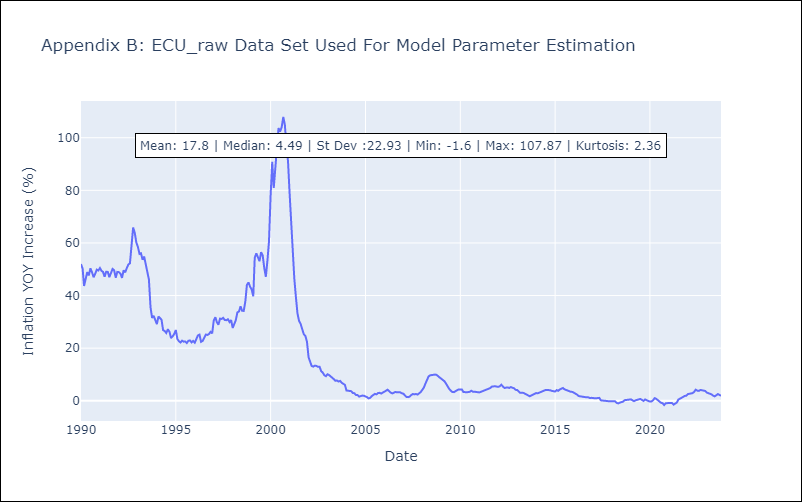 Appendix B: ECU_raw Data Set Used For Model Parameter Estimation
Mean: 17.8 | Median: 4.49 | St Dev :22.93 | Min: -1.6 | Max: 107.87 | Kurtosis: 2.36
Inflation YOY Increase (%)
100
80
60
40
20
0
1990 1995 2000 2005 2010 2015 2020
Date